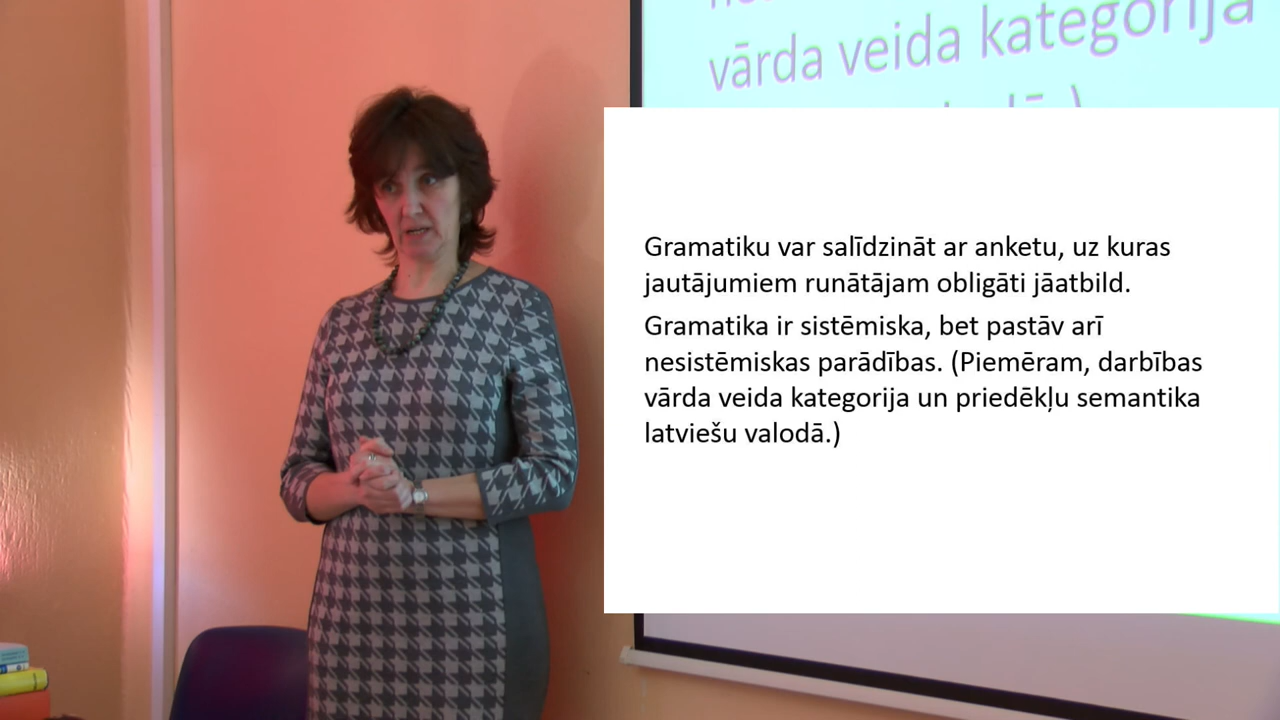 vārda veida kategorija
Gramatiku var salīdzināt ar anketu, uz kuras
jautājumiem runātājam obligāti jāatbild.
Gramatika ir sistēmiska, bet pastāv arī
nesistēmiskas parādības. (Piemēram, darbības
vārda veida kategorija un priedēkļu semantika
latviešu valodā.)